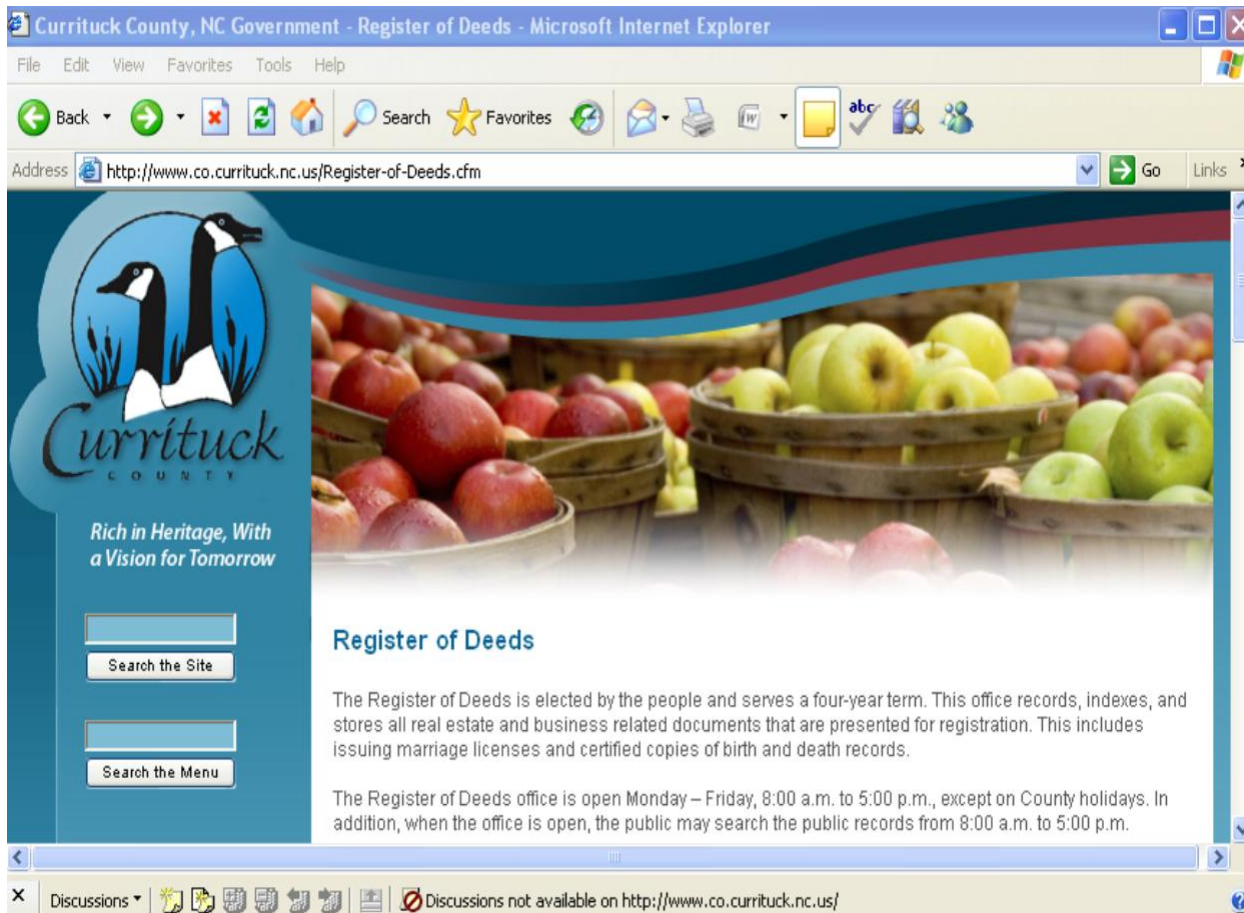 Currituck County, NC Government - Register of Deeds - Microsoft Internet Explorer
File Edit View Favorites Tools Help
Back Search Favorites
Address http://www.co.currituck.nc.us/Register-of-Deeds.cfm Go Links
Currituck
COUNTY
Rich in Heritage, With
a Vision for Tomorrow
Search the Site
Search the Menu
Register of Deeds
The Register of Deeds is elected by the people and serves a four-year term. This office records, indexes, and
stores all real estate and business related documents that are presented for registration. This includes
issuing marriage licenses and certified copies of birth and death records.
The Register of Deeds office is open Monday – Friday, 8:00 a.m. to 5:00 p.m., except on County holidays. In
addition, when the office is open, the public may search the public records from 8:00 a.m. to 5:00 p.m.
Discussions Discussions not available on http://www.co.currituck.nc.us/